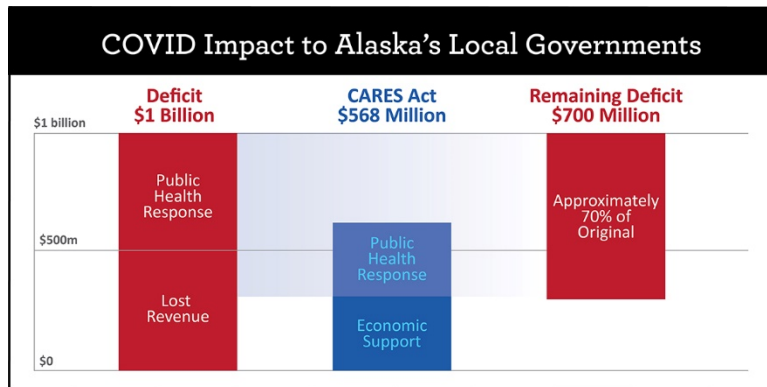 COVID Impact to Alaska's Local Governments
Deficit
$1 Billion
CARES Act
$568 Million
Remaining Deficit
$700 Million
$1 billion
Public
Health
Response
Approximately
70% of
Original
$500m
Public
Health
Response
Lost
Revenue
Economic
Support
$0